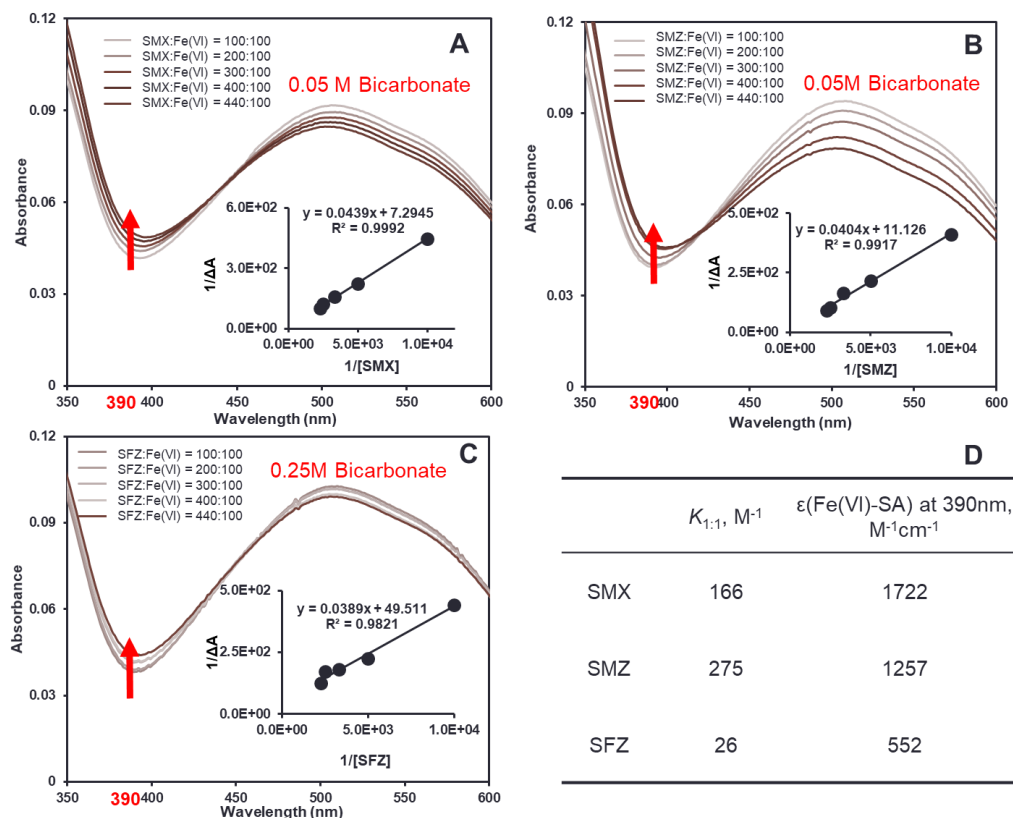 A
SMX:Fe(VI) = 100:100
SMX:Fe(VI) = 200:100
SMX:Fe(VI) = 300:100
SMX:Fe(VI) = 400:100
SMX:Fe(VI) = 440:100
0.05 M Bicarbonate
0.12
0.09
0.06
0.03
0
Absorbance
350
390
400
450
500
550
600
Wavelength (nm)
y = 0.0439x + 7.2945
R² = 0.9992
6.0E+02
3.0E+02
0.0E+00
1/ΔA
0.0E+00
5.0E+03
1.0E+04
1/[SMX]
B
SMZ:Fe(VI) = 100:100
SMZ:Fe(VI) = 200:100
SMZ:Fe(VI) = 300:100
SMZ:Fe(VI) = 400:100
SMZ:Fe(VI) = 440:100
0.05M Bicarbonate
0.12
0.09
0.06
0.03
0
Absorbance
350
390
400
450
500
550
600
Wavelength (nm)
y = 0.0404x + 11.126
R² = 0.9917
5.E+02
2.E+02
0.E+00
1/ΔA
0.0E+00
5.0E+03
1.0E+04
1/[SMZ]
C
SFZ:Fe(VI) = 100:100
SFZ:Fe(VI) = 200:100
SFZ:Fe(VI) = 300:100
SFZ:Fe(VI) = 400:100
SFZ:Fe(VI) = 440:100
0.25M Bicarbonate
0.12
0.09
0.06
0.03
0
Absorbance
350
390
400
450
500
550
600
Wavelength (nm)
y = 0.0389x + 49.511
R² = 0.9821
5.0E+02
2.5E+02
0.0E+00
1/ΔA
0.0E+00
5.0E+03
1.0E+04
1/[SFZ]
D
K1:1, M-1 ε(Fe(VI)-SA) at 390nm,
M-1cm-1
SMX 166 1722
SMZ 275 1257
SFZ 26 552